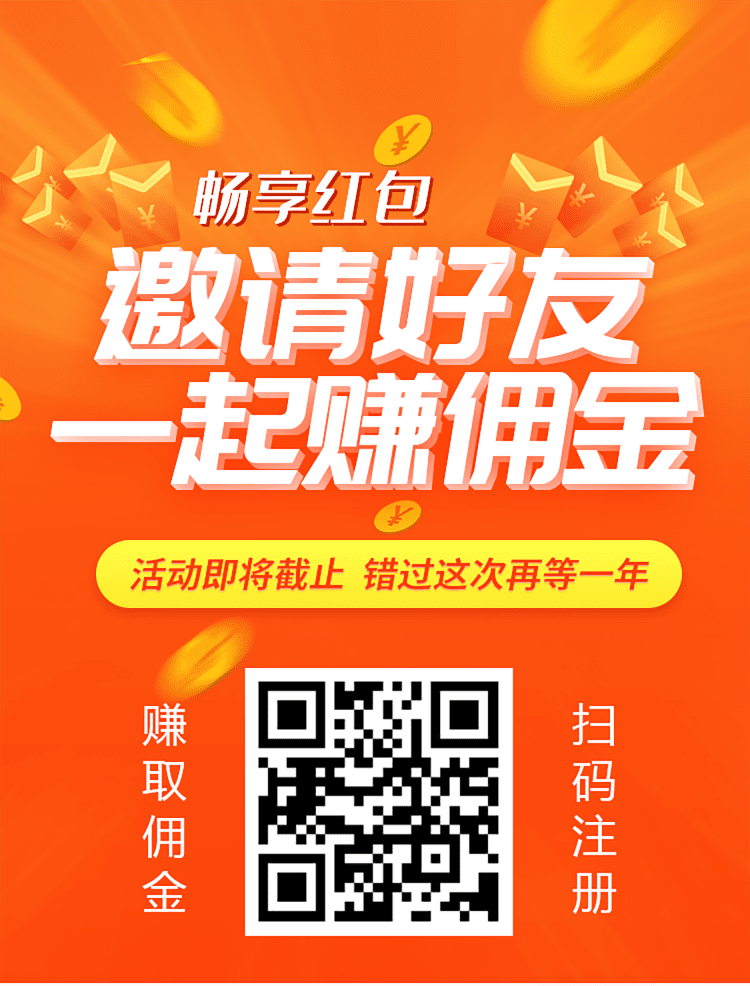 畅享红包
邀请好友
一起赚佣金
活动即将截止 错过这次再等一年
赚取佣金
扫码注册